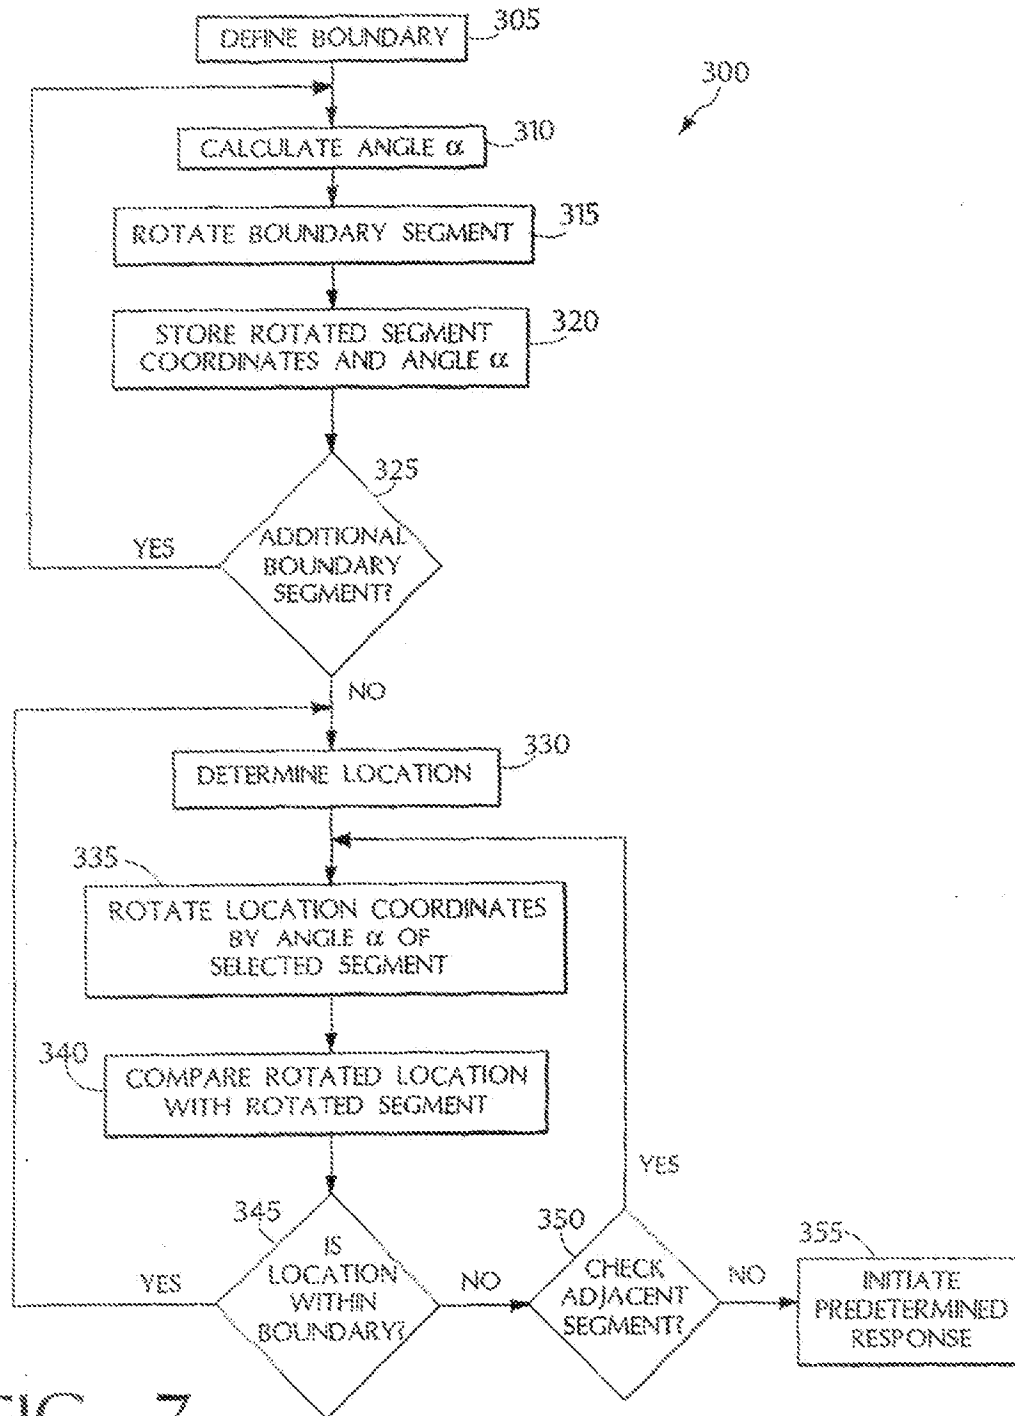 DEFINE BOUNDARY
305
300
CALCULATE ANGLE α
310
ROTATE BOUNDARY SEGMENT
315
STORE ROTATED SEGMENT
COORDINATES AND ANGLE α
320
325
ADDITIONAL
BOUNDARY
SEGMENT?
YES
NO
DETERMINE LOCATION
330
335
ROTATE LOCATION COORDINATES
BY ANGLE α OF
SELECTED SEGMENT
340
COMPARE ROTATED LOCATION
WITH ROTATED SEGMENT
345
IS
LOCATION
WITHIN
BOUNDARY?
YES
NO
350
CHECK
ADJACENT
SEGMENT?
YES
NO
355
INITIATE
PREDETERMINED
RESPONSE
FIG. 7